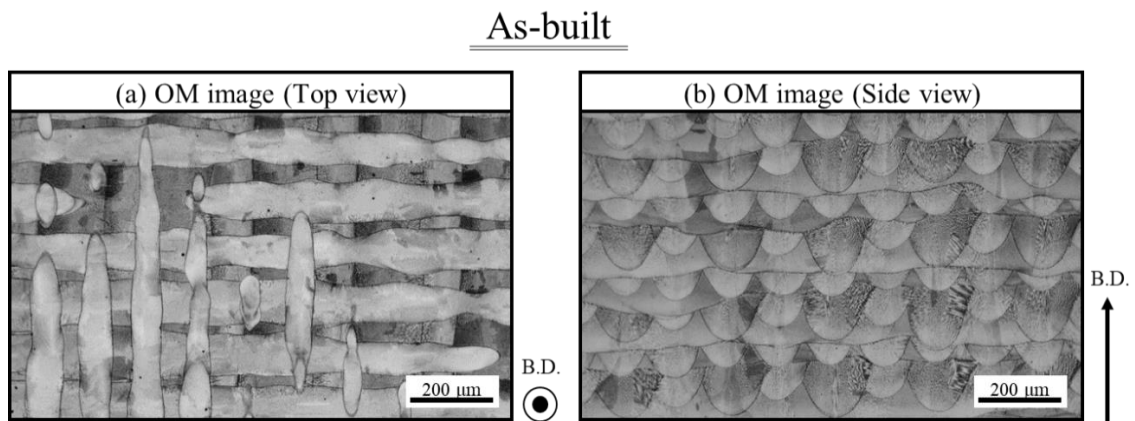 As-built
(a) OM image (Top view)
(b) OM image (Side view)
B.D.
200 μm
B.D.
200 μm